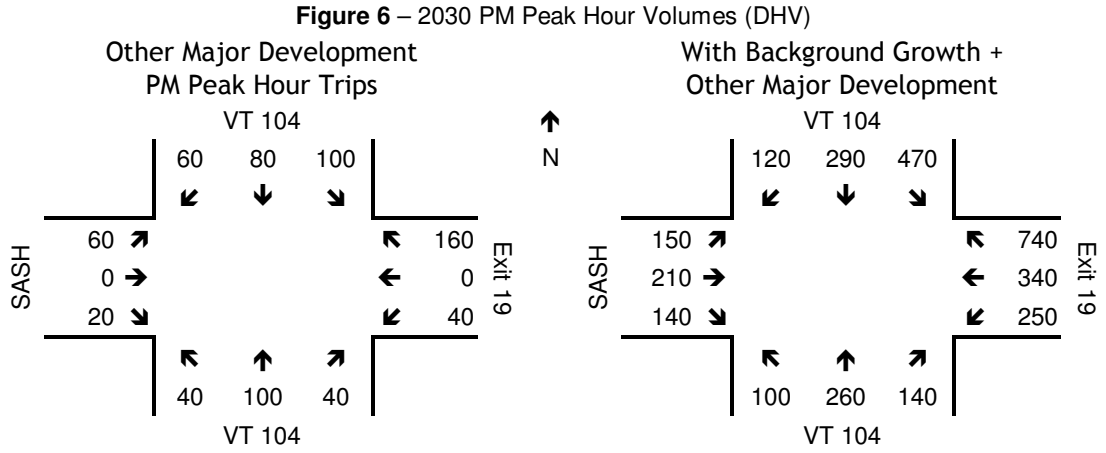 Figure 6 – 2030 PM Peak Hour Volumes (DHV)
Other Major Development
PM Peak Hour Trips
VT 104
60 80 100
SASH
60
0
20
160
0
40
Exit 19
40 100 40
VT 104
N
With Background Growth +
Other Major Development
VT 104
120 290 470
SASH
150
210
140
740
340
250
Exit 19
100 260 140
VT 104